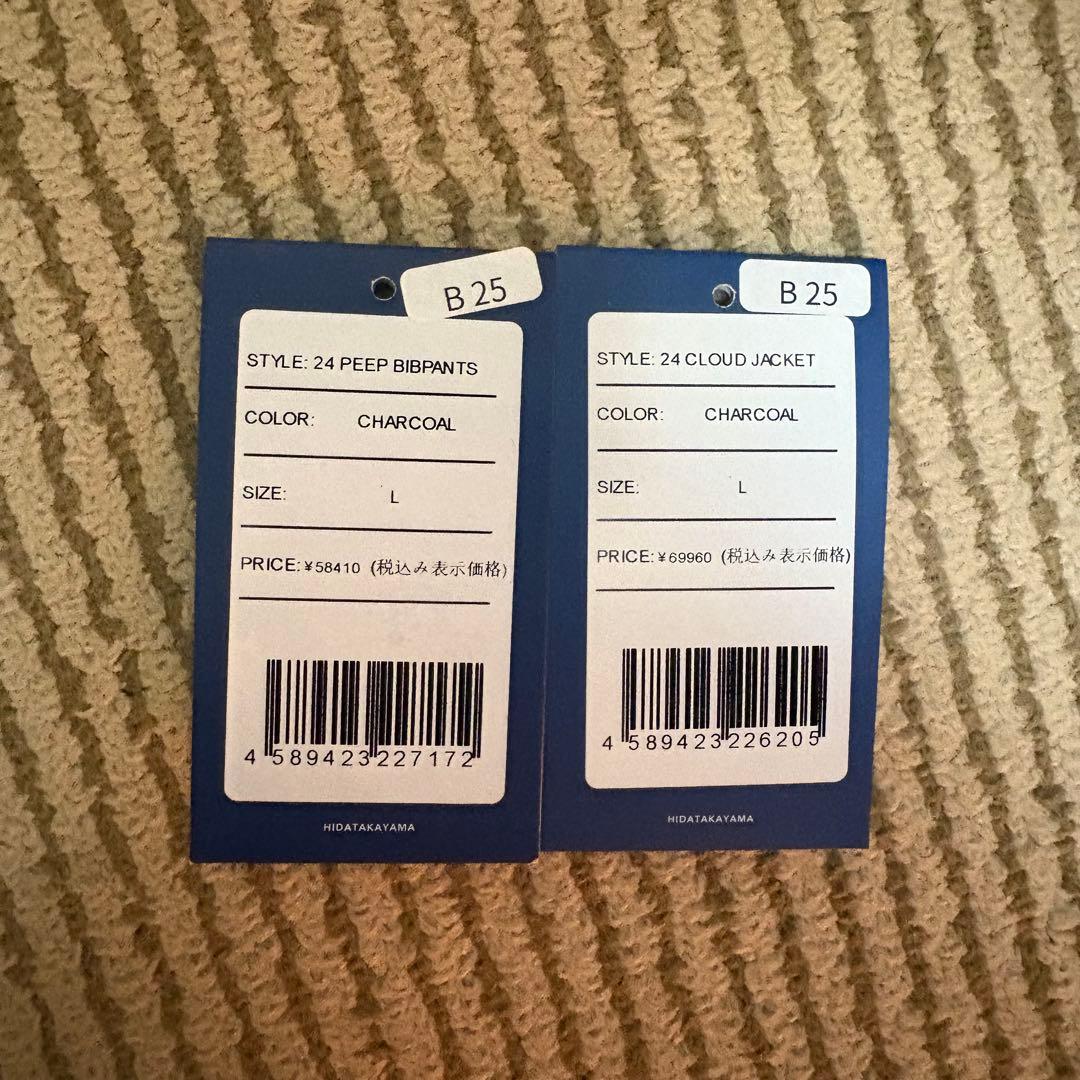 B 25
STYLE: 24 PEEP BIBPANTS
COLOR: CHARCOAL
SIZE: L
PRICE: ¥58410 (税込み表示価格)
4 589423 227172
HIDATAKAYAMA
B 25
STYLE: 24 CLOUD JACKET
COLOR: CHARCOAL
SIZE: L
PRICE: ¥69960 (税込み表示価格)
4 589423 226205
HIDATAKAYAMA